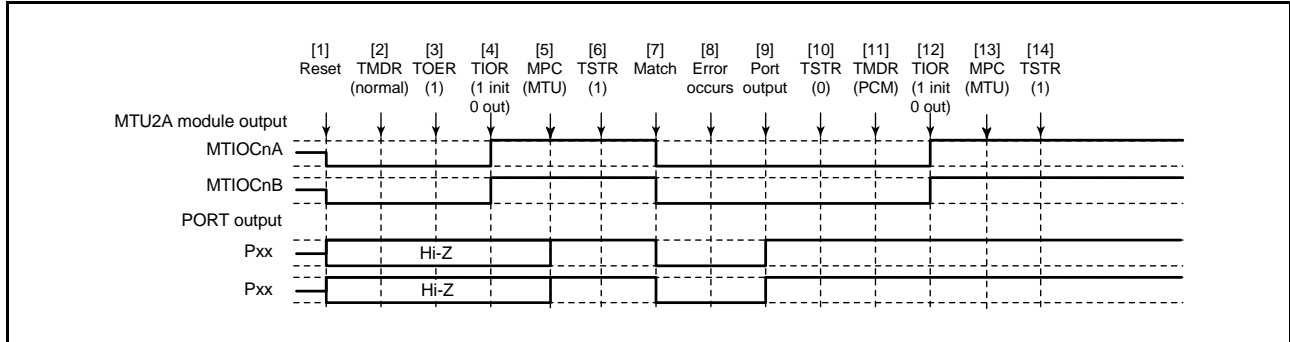 [1] [2] [3] [4] [5] [6] [7] [8] [9] [10] [11] [12] [13] [14]
Reset TMDR TOER TIOR MPC TSTR Match Error Port TSTR TMDR TIOR MPC TSTR
(normal) (1) (1 init (MTU) (1) occurs output (0) (PCM) (1 init (MTU) (1)
0 out) 0 out)
MTU2A module output
MTIOCnA
MTIOCnB
PORT output
Pxx Hi-Z
Pxx Hi-Z